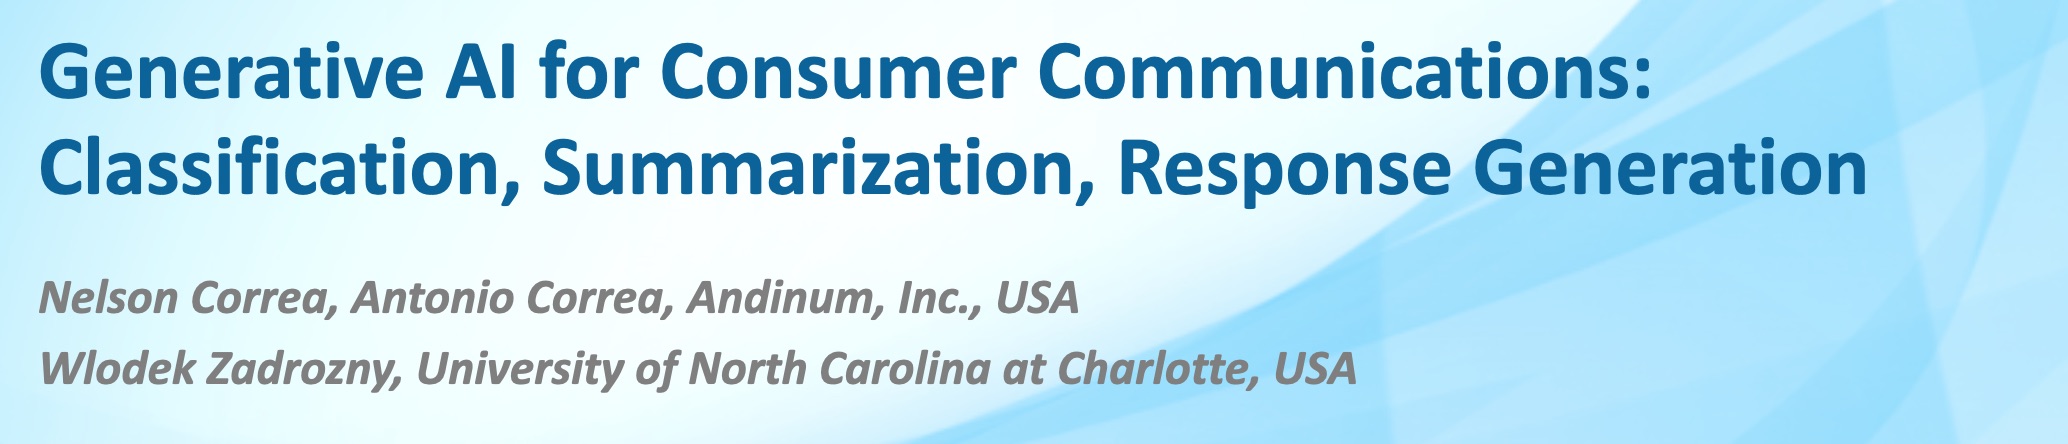 Generative AI for Consumer Communications:
Classification, Summarization, Response Generation
Nelson Correa, Antonio Correa, Andinum, Inc., USA
Wlodek Zadrozny, University of North Carolina at Charlotte, USA